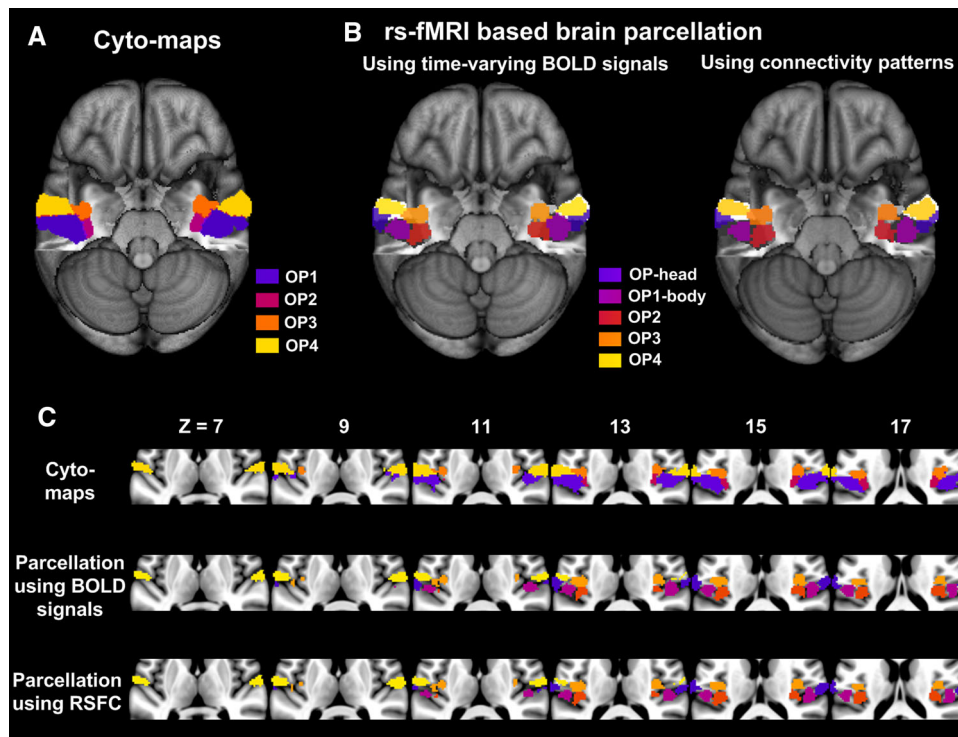 A
Cyto-maps
B
rs-fMRI based brain parcellation
Using time-varying BOLD signals
Using connectivity patterns
OP1
OP2
OP3
OP4
OP-head
OP1-body
OP2
OP3
OP4
C
Z = 7 9 11 13 15 17
Cyto-
maps
Parcellation
using BOLD
signals
Parcellation
using RSFC